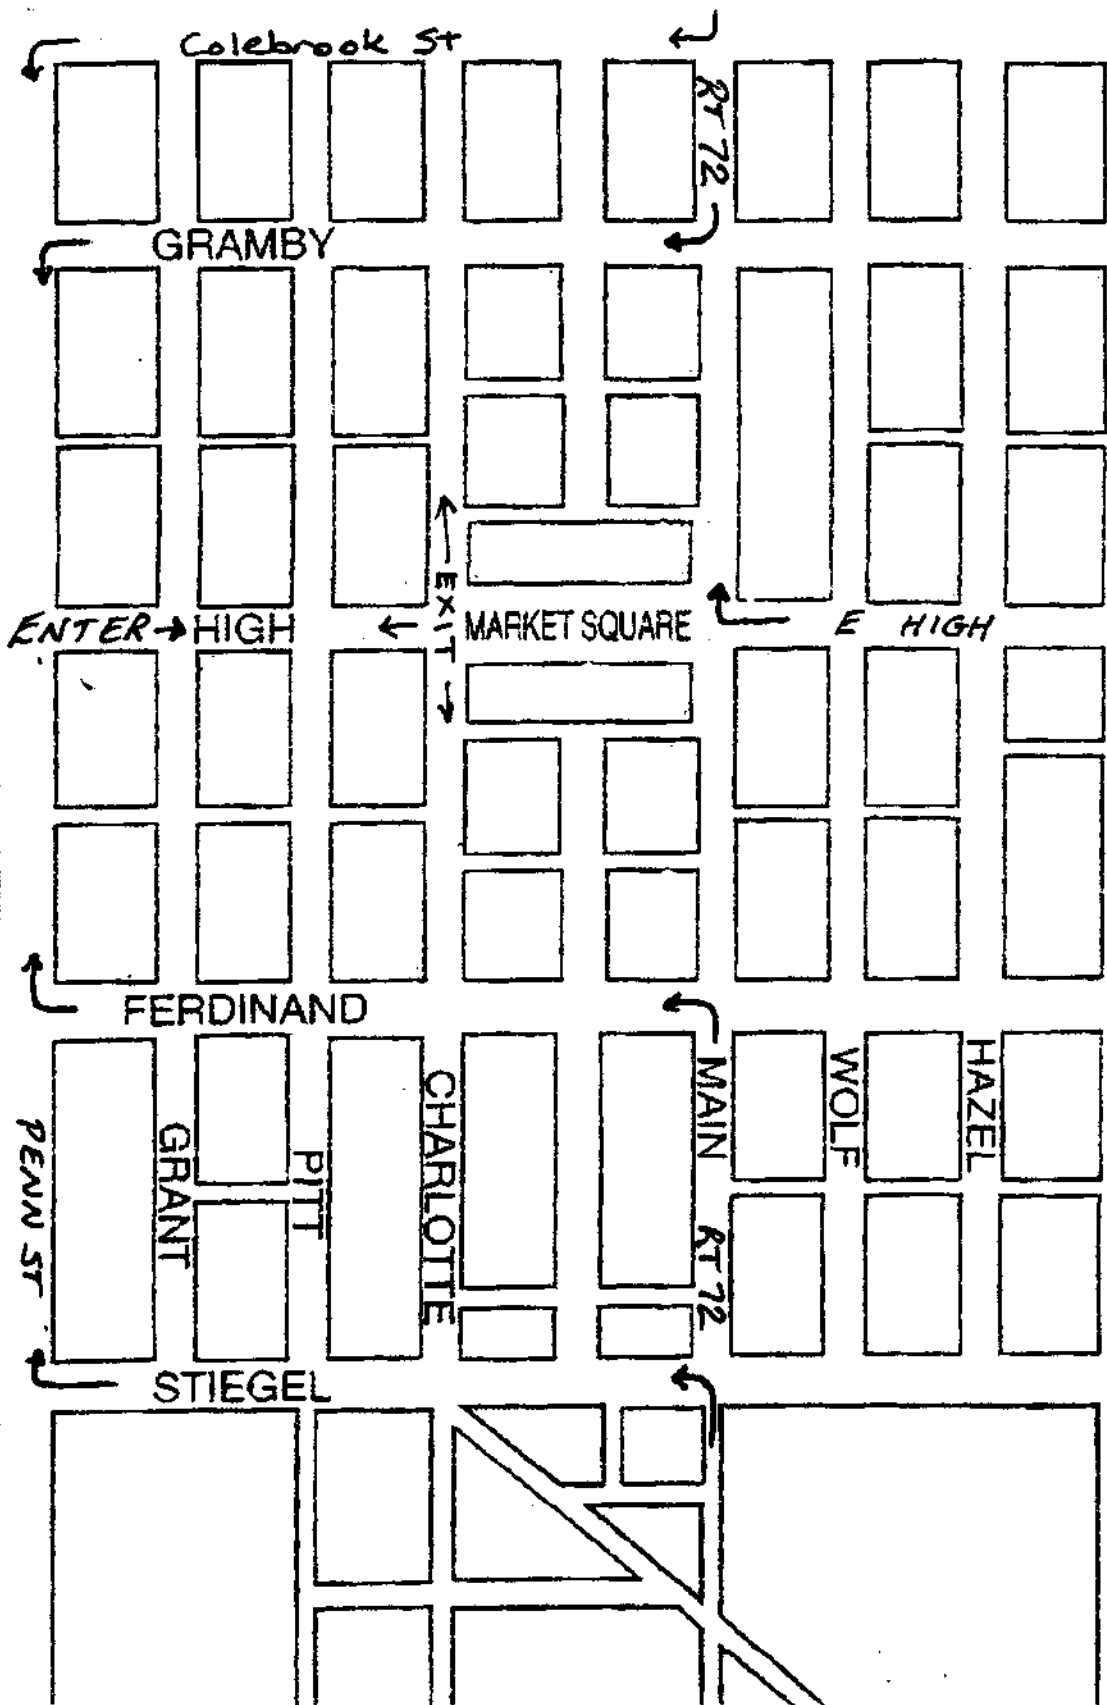 Colebrook St
RT 72
GRAMBY
EXIT
ENTER → HIGH
←
MARKET SQUARE
E HIGH
FERDINAND
PENN ST
GRANT
PITT
CHARLOTTE
MAIN
RT 72
WOLF
HAZEL
STIEGEL